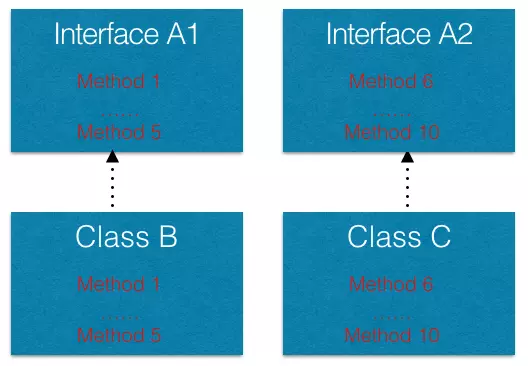 Interface A1
Method 1
......
Method 5
Interface A2
Method 6
......
Method 10
Class B
Method 1
......
Method 5
Class C
Method 6
......
Method 10